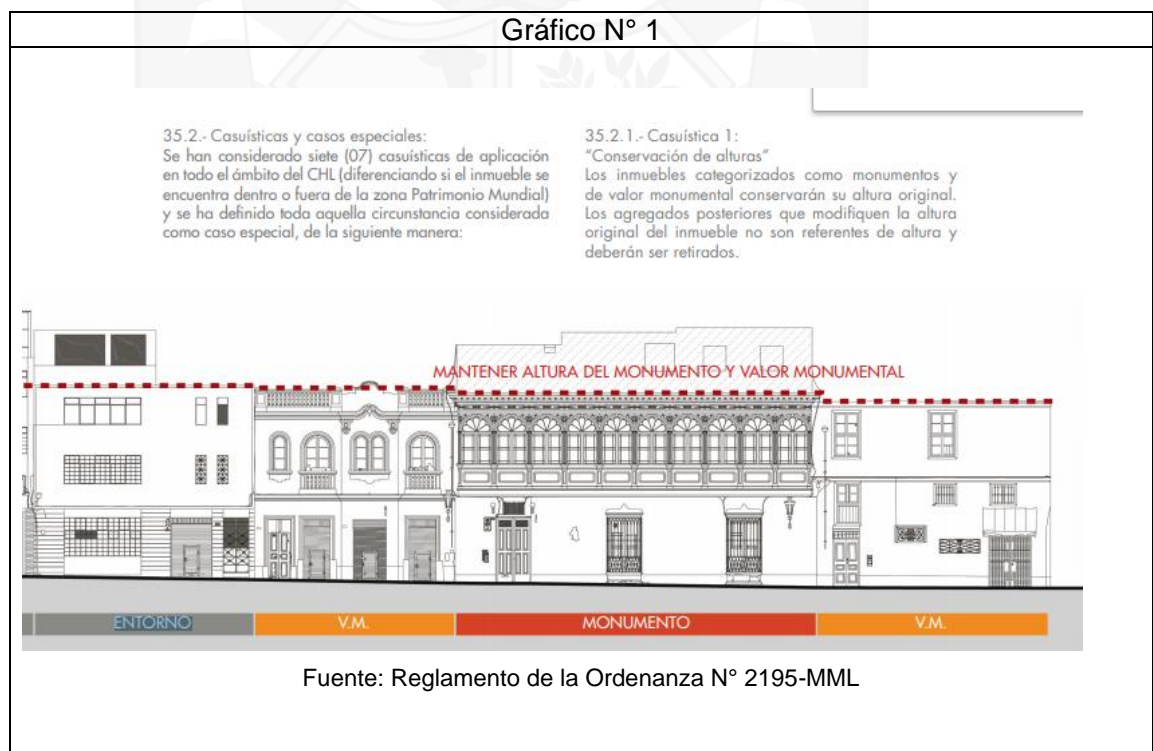 Gráfico N° 1
35.2.- Casuísticas y casos especiales:
Se han considerado siete (07) casuísticas de aplicación
en todo el ámbito del CHL (diferenciando si el inmueble se
encuentra dentro o fuera de la zona Patrimonio Mundial)
y se ha definido toda aquella circunstancia considerada
como caso especial, de la siguiente manera:
35.2.1.- Casuística 1:
"Conservación de alturas"
Los inmuebles categorizados como monumentos y
de valor monumental conservarán su altura original.
Los agregados posteriores que modifiquen la altura
original del inmueble no son referentes de altura y
deberán ser retirados.
MANTENER ALTURA DEL MONUMENTO Y VALOR MONUMENTAL
ENTORNO
V.M.
MONUMENTO
V.M.
Fuente: Reglamento de la Ordenanza N° 2195-MML